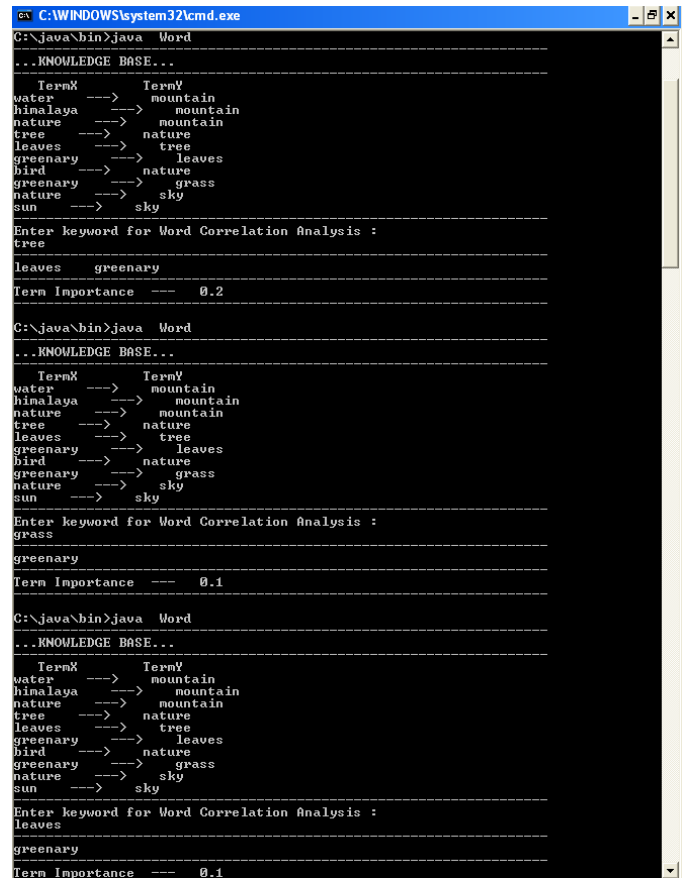 C:\WINDOWS\system32\cmd.exe
C:\java\bin>java Word
...KNOWLEDGE BASE...
TermX TermY
water ---> mountain
himalaya ---> mountain
nature ---> mountain
tree ---> nature
leaves ---> tree
greenary ---> leaves
bird ---> nature
greenary ---> grass
nature ---> sky
sun ---> sky
Enter keyword for Word Correlation Analysis :
tree
leaves greenary
Term Importance --- 0.2
C:\java\bin>java Word
...KNOWLEDGE BASE...
TermX TermY
water ---> mountain
himalaya ---> mountain
nature ---> mountain
tree ---> nature
leaves ---> tree
greenary ---> leaves
bird ---> nature
greenary ---> grass
nature ---> sky
sun ---> sky
Enter keyword for Word Correlation Analysis :
grass
greenary
Term Importance --- 0.1
C:\java\bin>java Word
...KNOWLEDGE BASE...
TermX TermY
water ---> mountain
himalaya ---> mountain
nature ---> mountain
tree ---> nature
leaves ---> tree
greenary ---> leaves
bird ---> nature
greenary ---> grass
nature ---> sky
sun ---> sky
Enter keyword for Word Correlation Analysis :
leaves
greenary
Term Importance --- 0.1